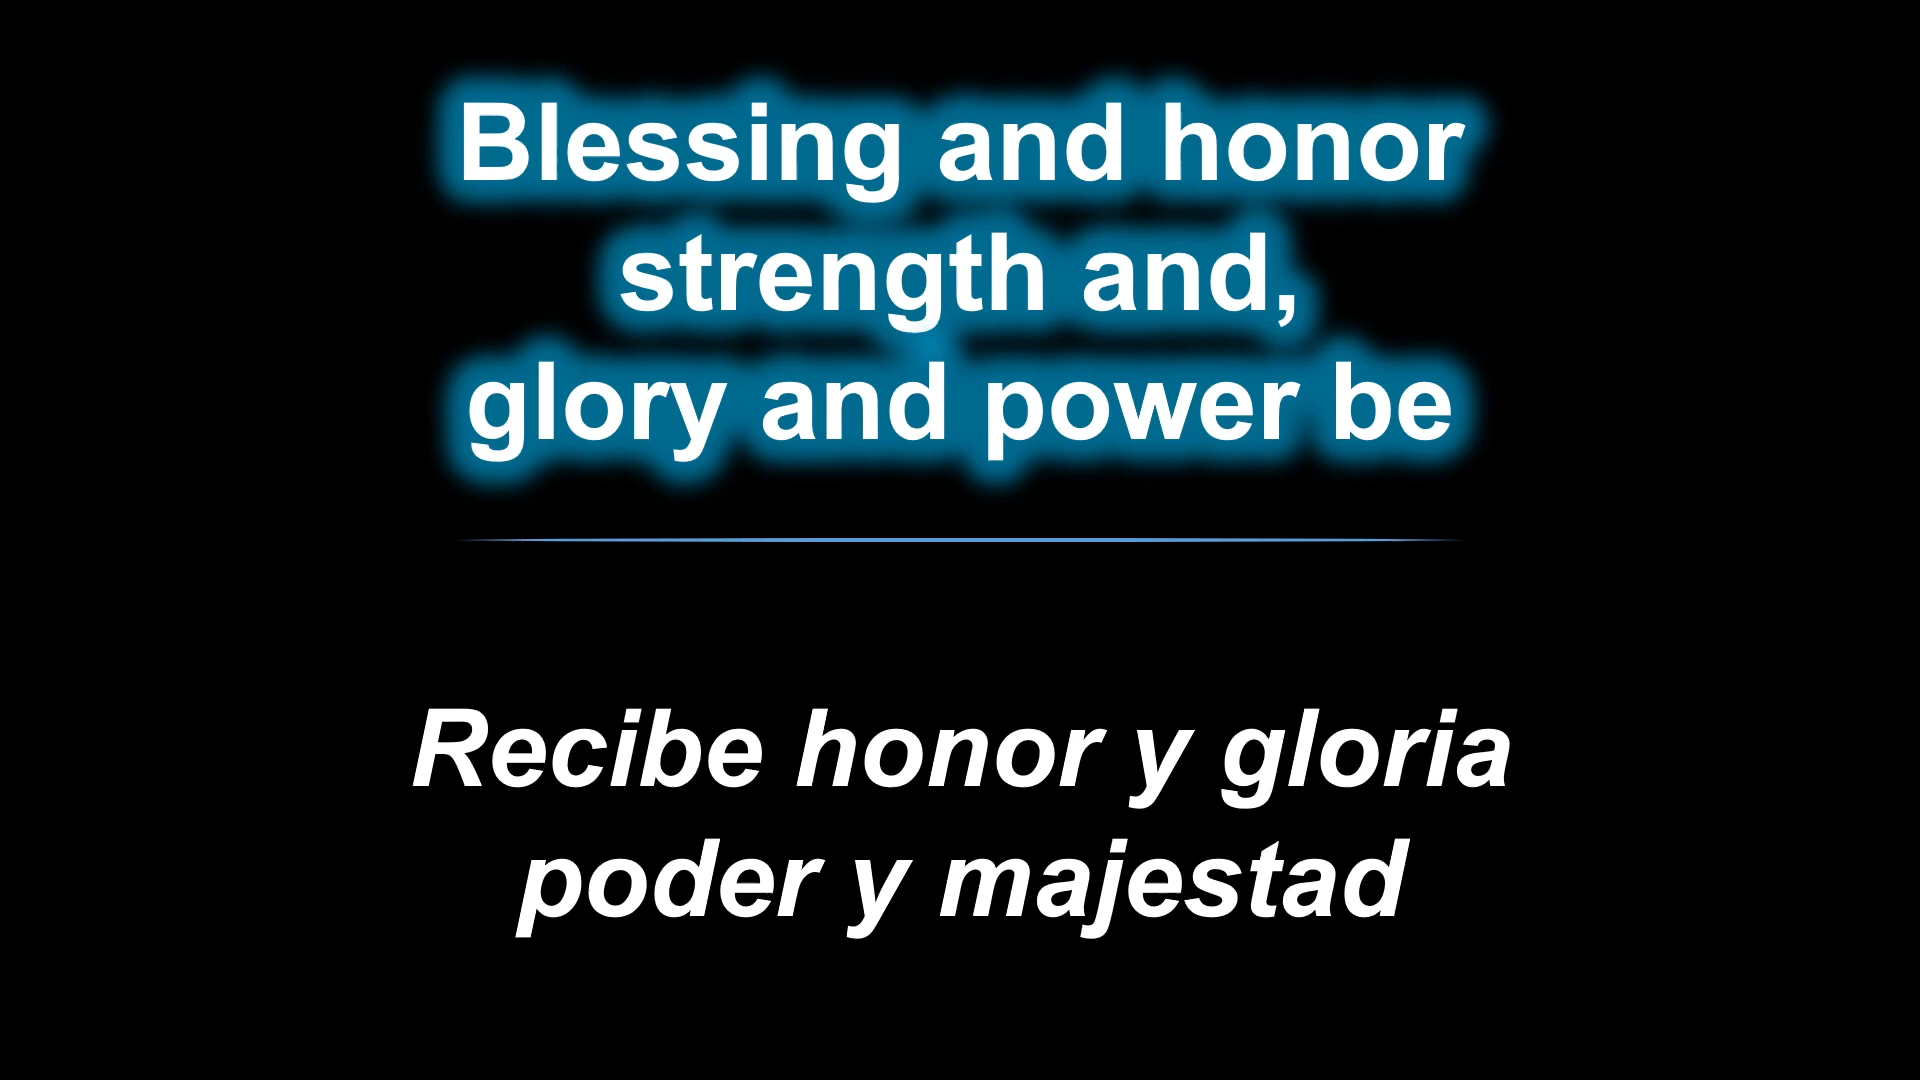 Blessing and honor
strength and,
glory and power be
Recibe honor y gloria
poder y majestad